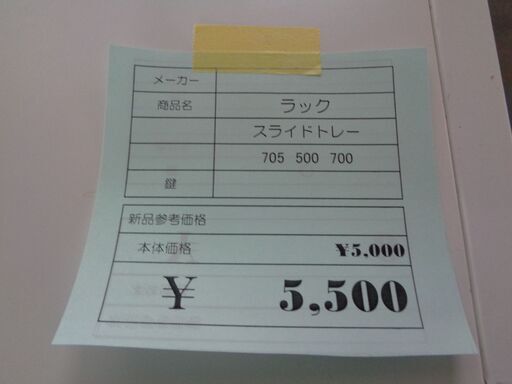 メーカー
商品名 ラック
スライドトレー
705 500 700
鍵
新品参考価格
本体価格 ¥5,000
¥ 5,500